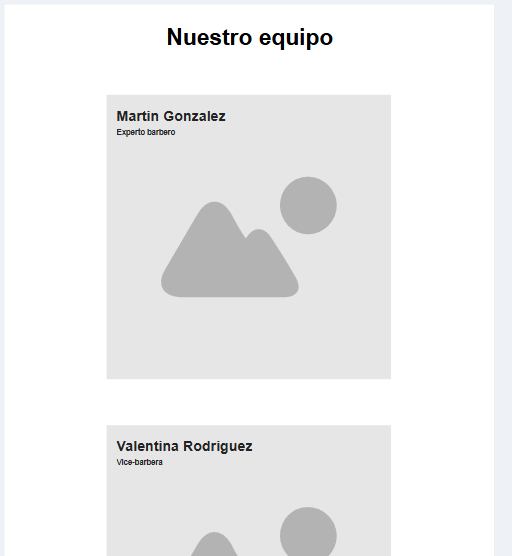 Nuestro equipo
Martin Gonzalez
Experto barbero
Valentina Rodriguez
Vice-barbera